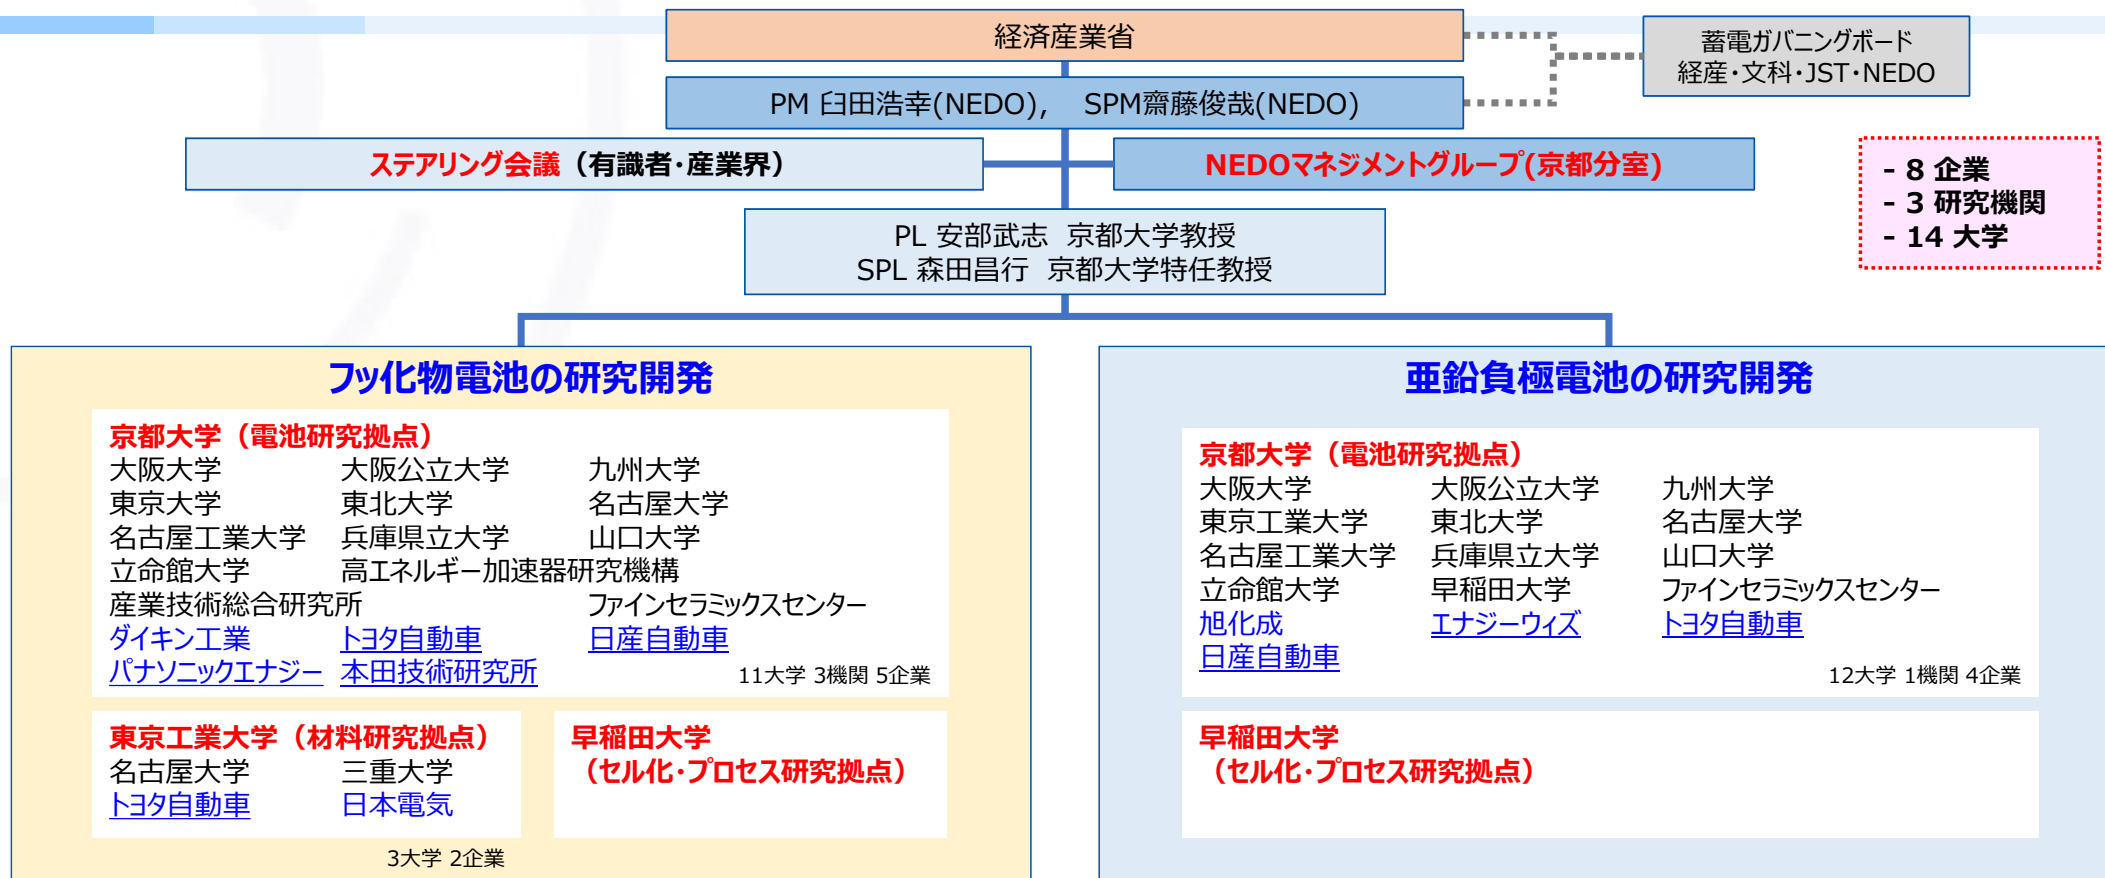 経済産業省
蓄電ガバニングボード
経産・文科・JST・NEDO
PM 臼田浩幸(NEDO), SPM齋藤俊哉(NEDO)
ステアリング会議（有識者・産業界）
NEDOマネジメントグループ(京都分室)
- 8 企業
- 3 研究機関
- 14 大学
PL 安部武志 京都大学教授
SPL 森田昌行 京都大学特任教授
フッ化物電池の研究開発
京都大学（電池研究拠点）
大阪大学 大阪公立大学 九州大学
東京大学 東北大学 名古屋大学
名古屋工業大学 兵庫県立大学 山口大学
立命館大学 高エネルギー加速器研究機構
産業技術総合研究所 ファインセラミックスセンター
ダイキン工業 トヨタ自動車 日産自動車
パナソニックエナジー 本田技術研究所
11大学 3機関 5企業
東京工業大学（材料研究拠点）
名古屋大学 三重大学
トヨタ自動車 日本電気
3大学 2企業
早稲田大学
（セル化・プロセス研究拠点）
亜鉛負極電池の研究開発
京都大学（電池研究拠点）
大阪大学 大阪公立大学 九州大学
東京工業大学 東北大学 名古屋大学
名古屋工業大学 兵庫県立大学 山口大学
立命館大学 早稲田大学 ファインセラミックスセンター
旭化成 エナジーウィズ トヨタ自動車
日産自動車
12大学 1機関 4企業
早稲田大学
（セル化・プロセス研究拠点）